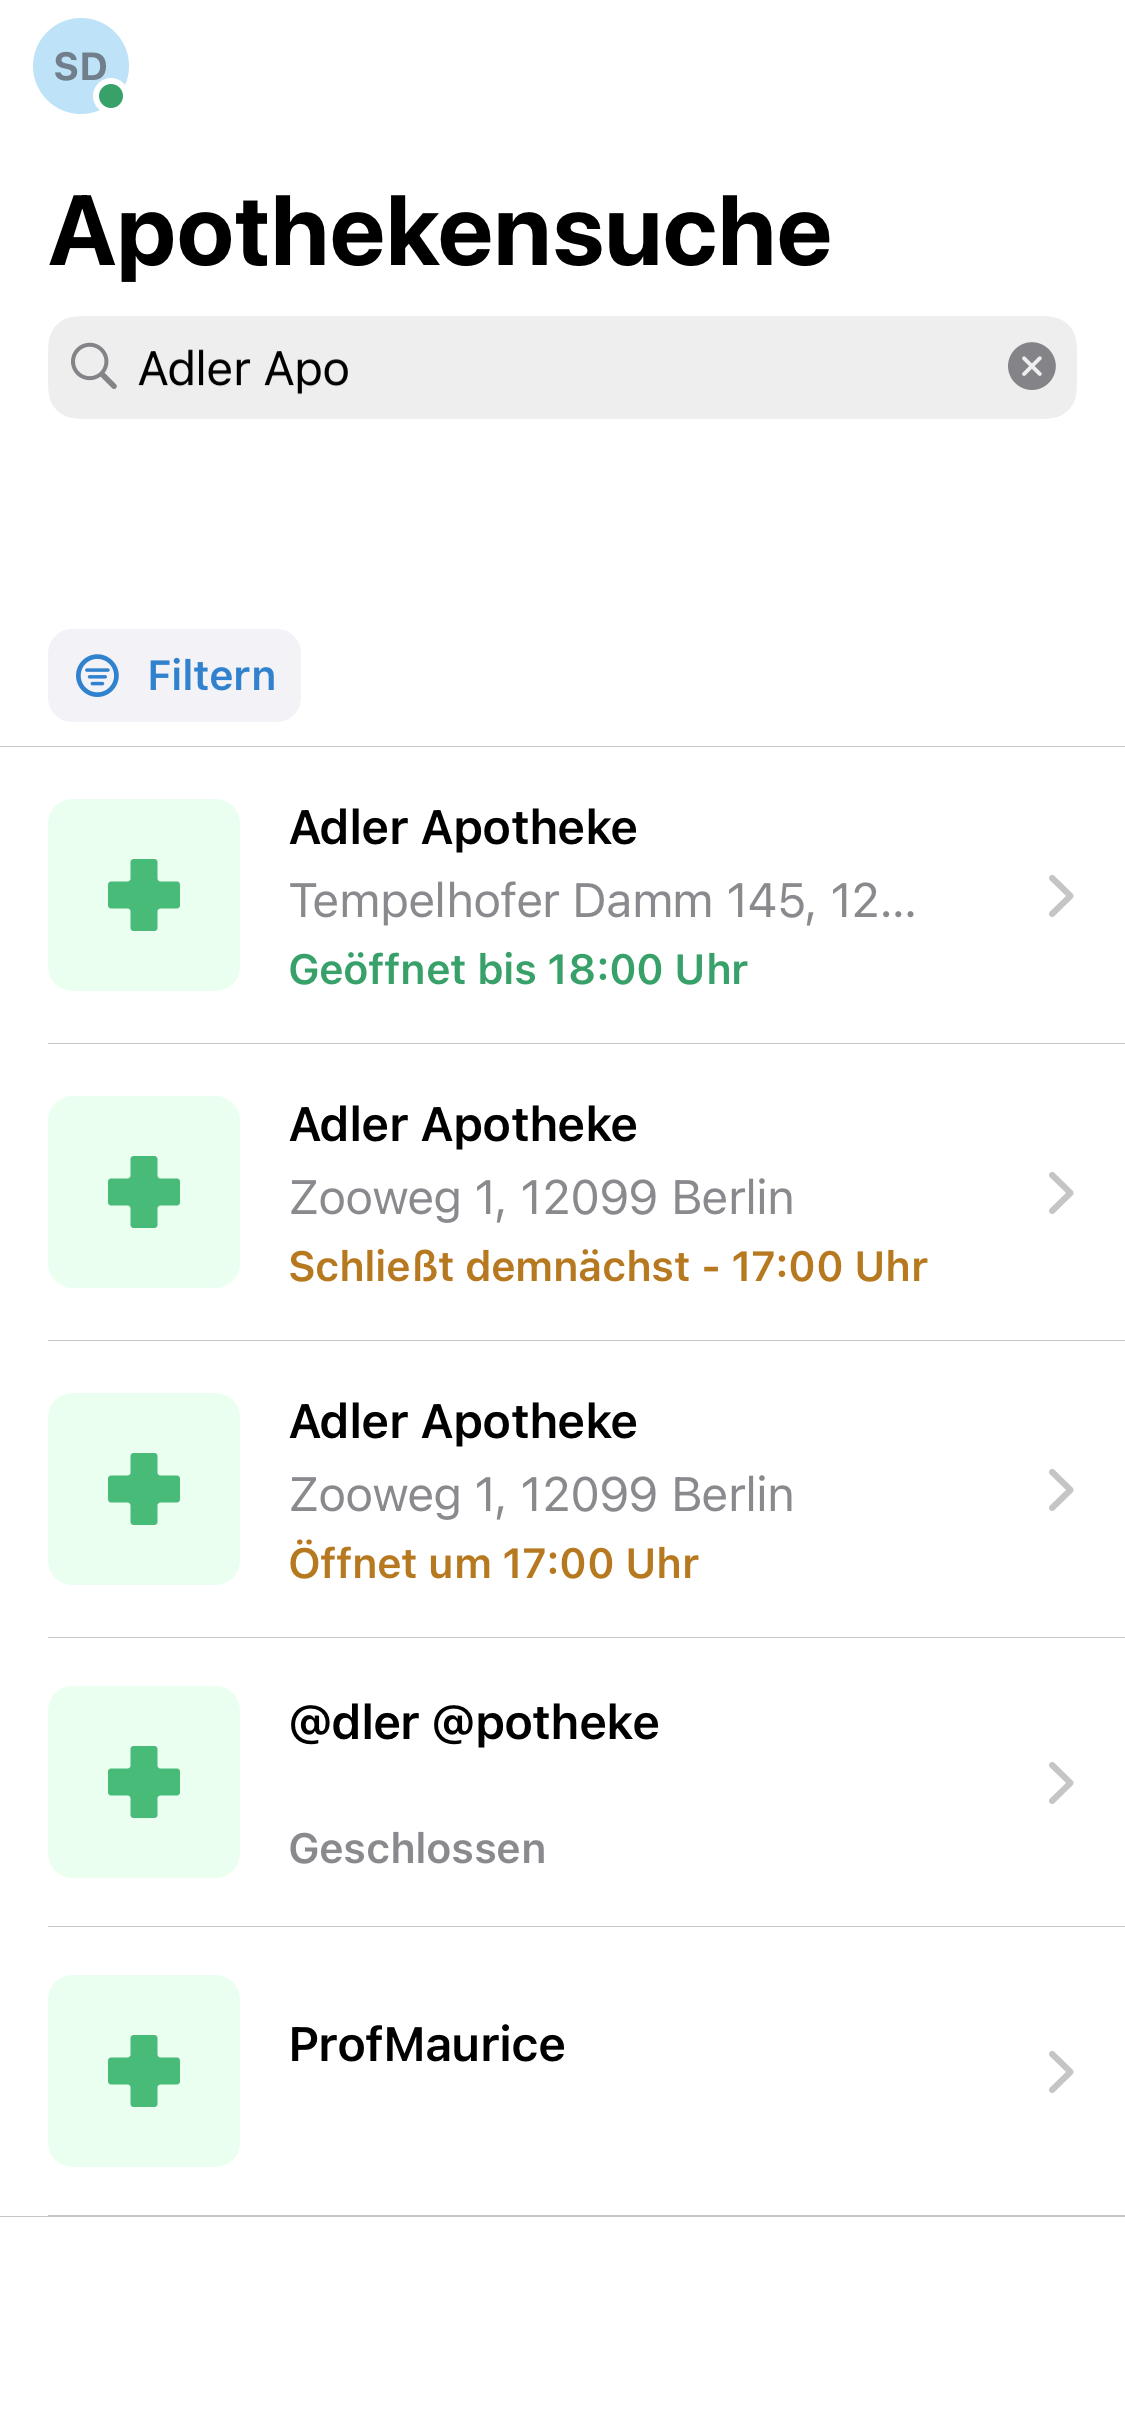 SD
Apothekensuche
Adler Apo
Filtern
Adler Apotheke
Tempelhofer Damm 145, 12...
Geöffnet bis 18:00 Uhr
Adler Apotheke
Zooweg 1, 12099 Berlin
Schließt demnächst - 17:00 Uhr
Adler Apotheke
Zooweg 1, 12099 Berlin
Öffnet um 17:00 Uhr
@dler @potheke
Geschlossen
ProfMaurice